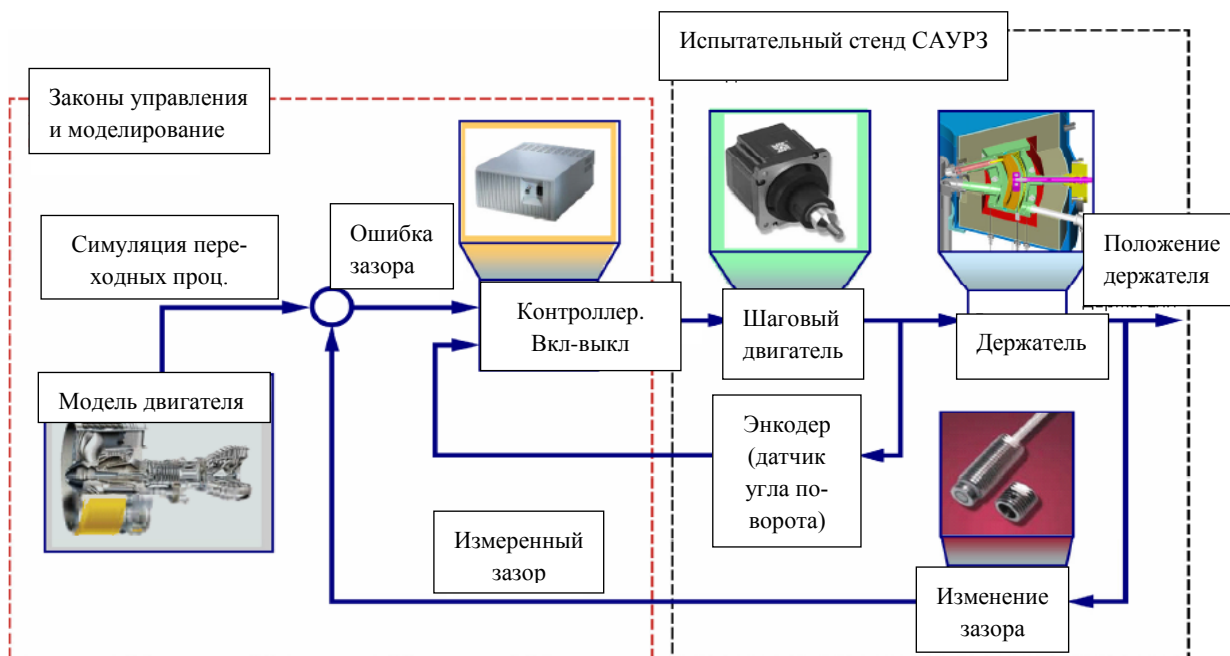 Испытательный стенд САУРЗ
Законы управления
и моделирование
Симуляция пере-
ходных проц.
Ошибка
зазора
Положение
держателя
Контроллер.
Вкл-выкл
Шаговый
двигатель
Держатель
Модель двигателя
Энкодер
(датчик
угла по-
ворота)
Измеренный
зазор
Изменение
зазора